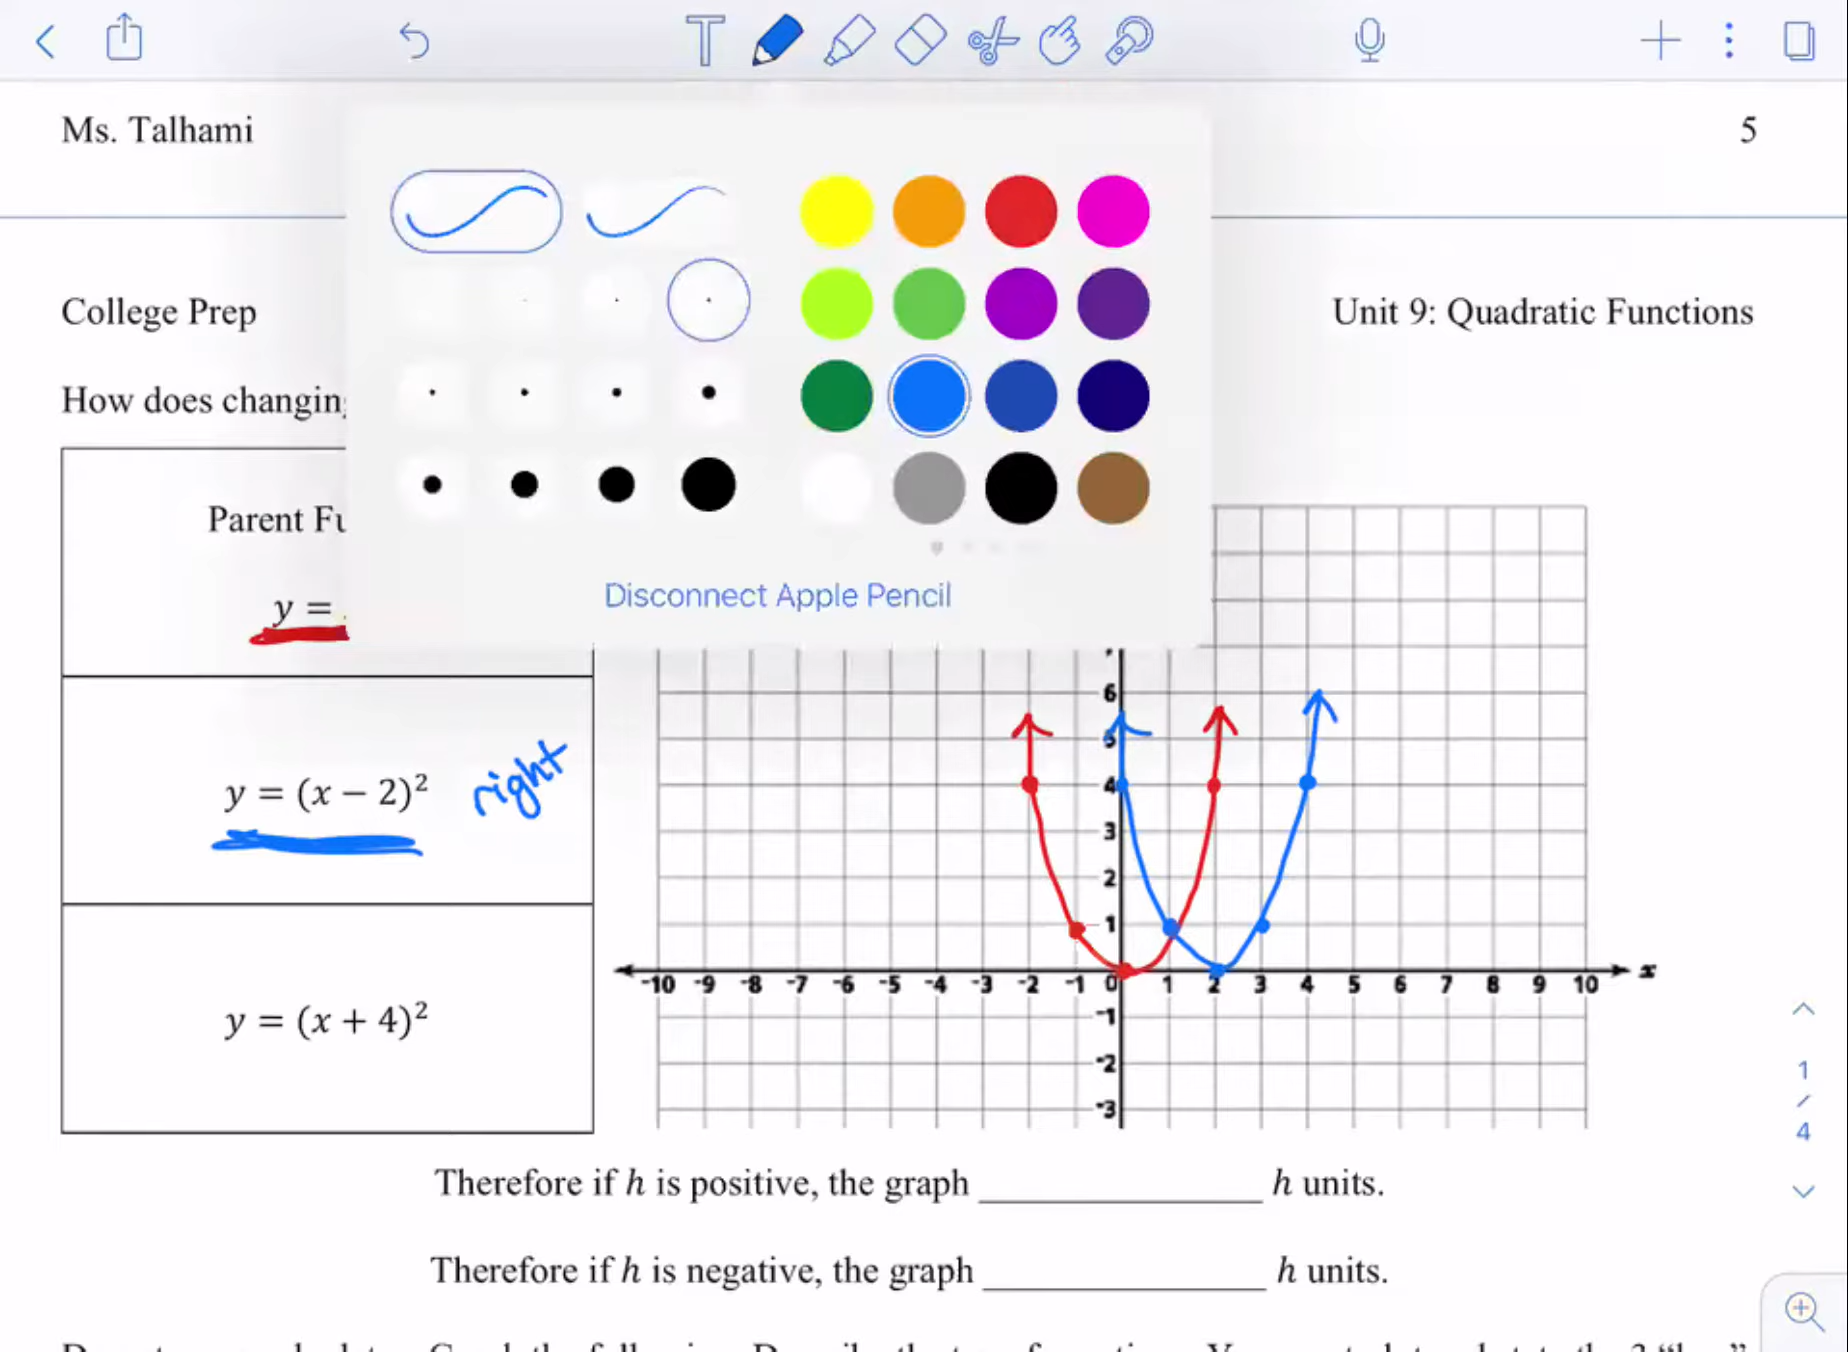 Ms. Talhami
5
College Prep
Unit 9: Quadratic Functions
How does changing
Parent Fu
y =
y = (x − 2)² right
y = (x + 4)²
Disconnect Apple Pencil
6
5
4
3
2
1
-10 -9 -8 -7 -6 -5 -4 -3 -2 -1 0 1 2 3 4 5 6 7 8 9 10 x
-1
-2
-3
1
/
4
Therefore if h is positive, the graph ______________ h units.
Therefore if h is negative, the graph ______________ h units.